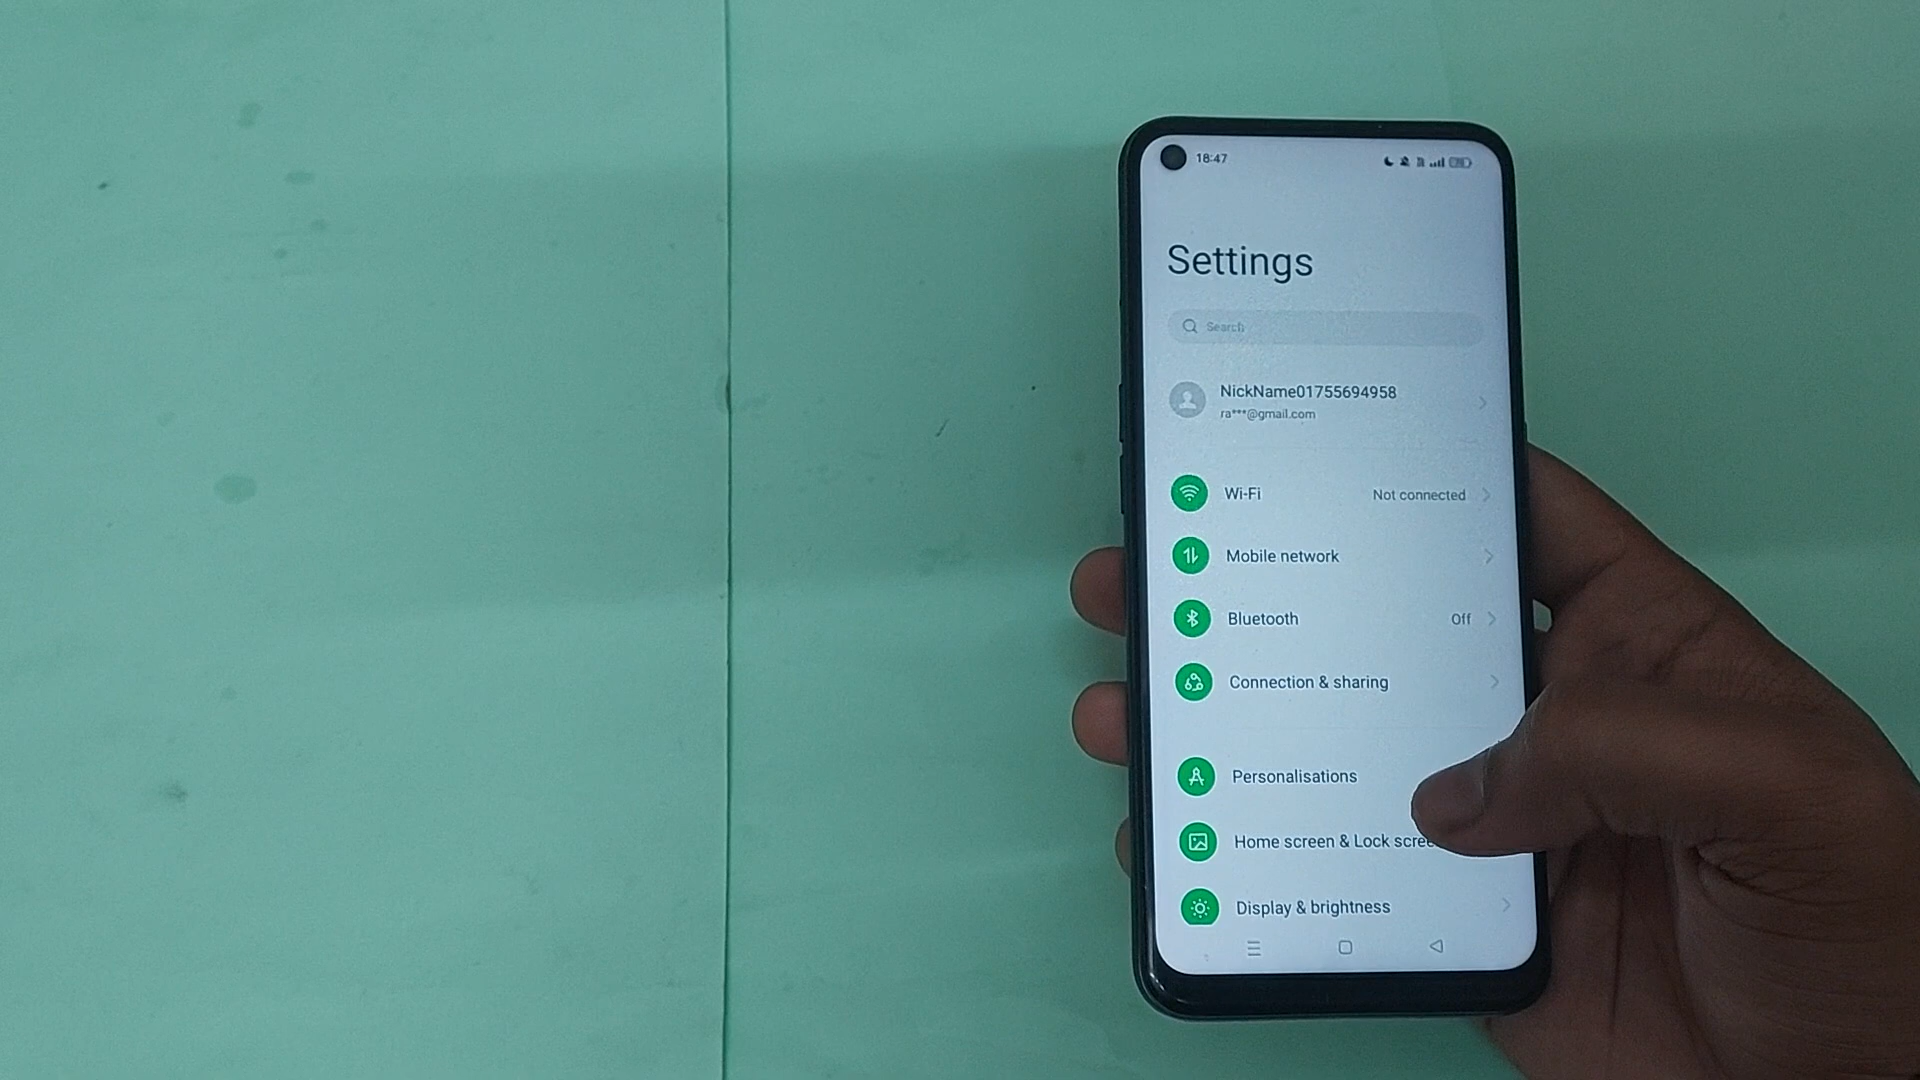 18:47
Settings
Search
NickName01755694958
ra***@gmail.com
Wi-Fi Not connected
Mobile network
Bluetooth Off
Connection & sharing
Personalisations
Home screen & Lock scree
Display & brightness